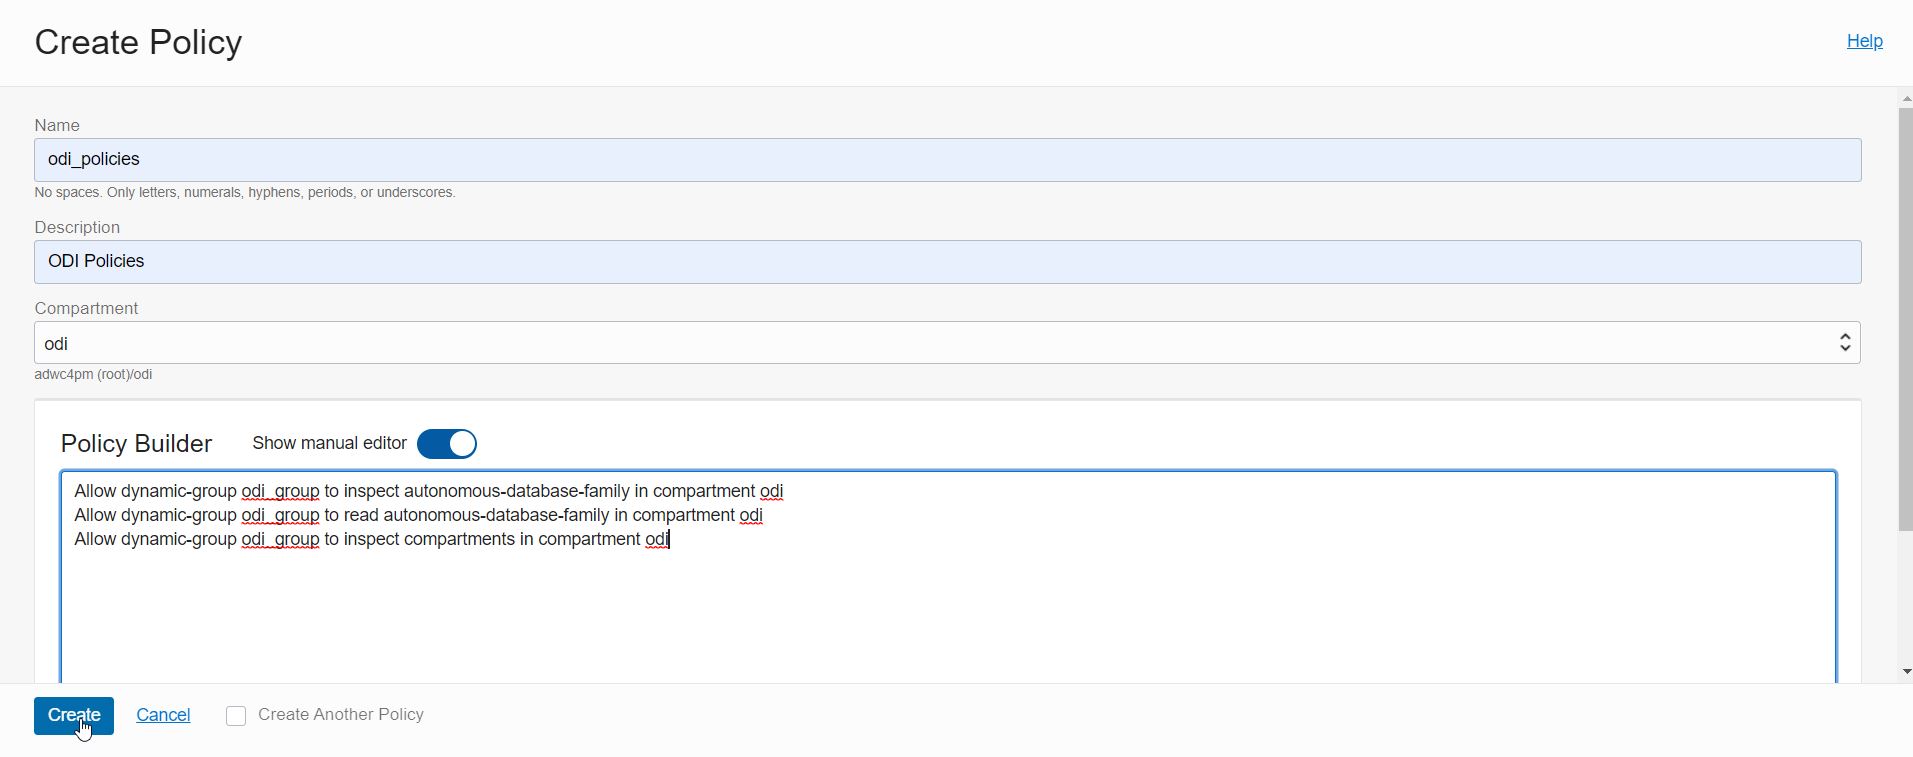 Create Policy
Help
Name
odi_policies
No spaces. Only letters, numerals, hyphens, periods, or underscores.
Description
ODI Policies
Compartment
odi
adwc4pm (root)/odi
Policy Builder
Show manual editor
Allow dynamic-group odi_group to inspect autonomous-database-family in compartment odi
Allow dynamic-group odi_group to read autonomous-database-family in compartment odi
Allow dynamic-group odi_group to inspect compartments in compartment odi
Create
Cancel
Create Another Policy